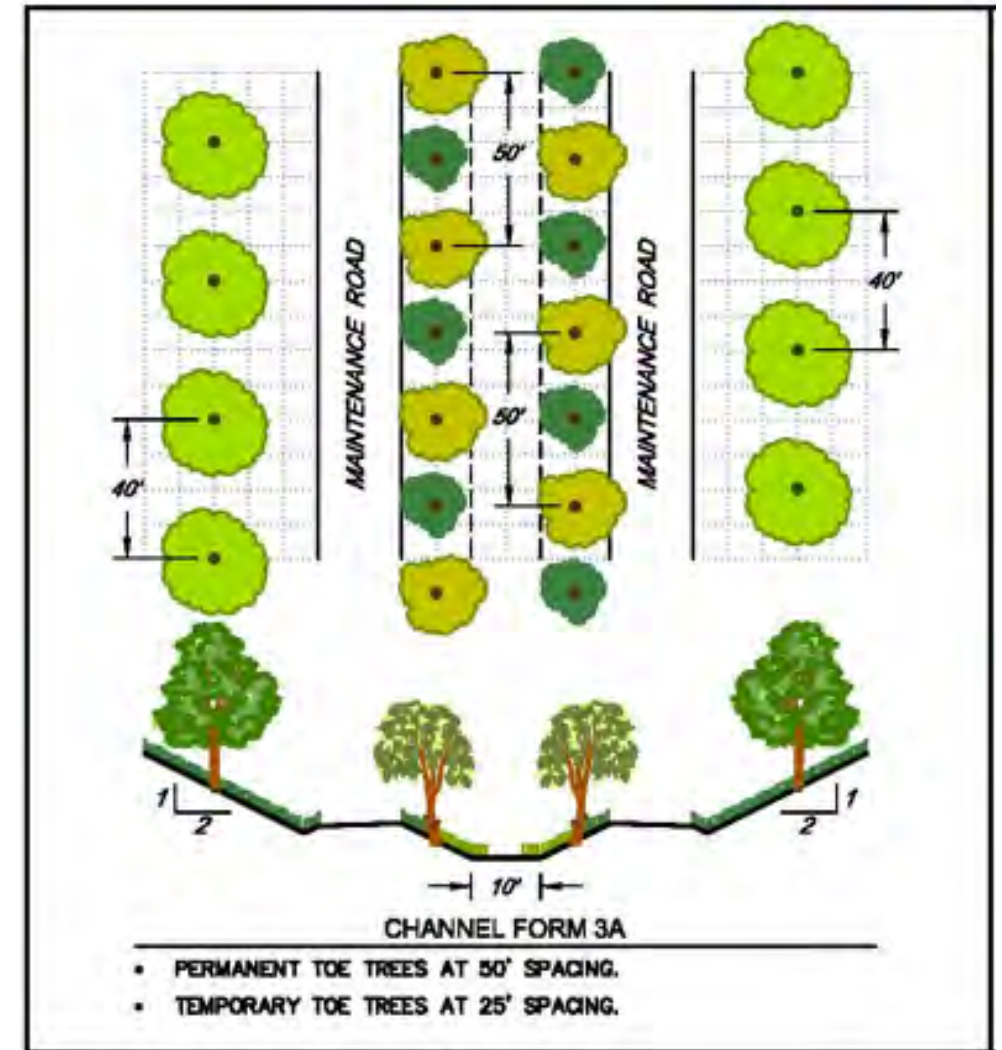 50'
MAINTENANCE ROAD
MAINTENANCE ROAD
40'
50'
40'
1
2
1
2
10'
CHANNEL FORM 3A
• PERMANENT TOE TREES AT 50' SPACING.
• TEMPORARY TOE TREES AT 25' SPACING.